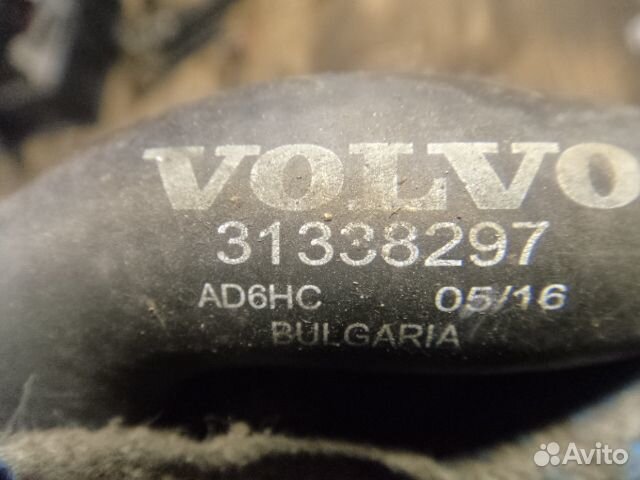 VOLVO
31338297
AD6HC 05/16
BULGARIA
Avito